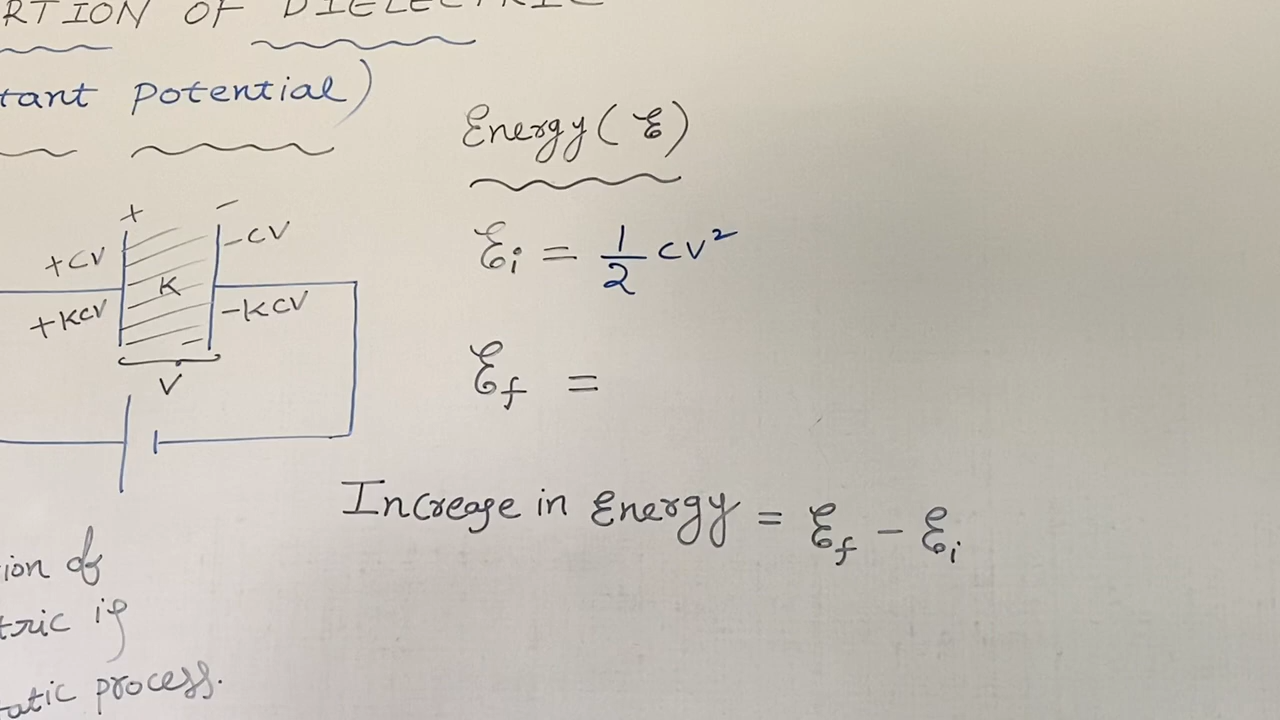 RTION OF DIELECTRIC
tant potential)
Energy (ℰ)
+ -
+CV -CV
K
+KCV -KCV
V
ℰi = 1/2 CV²
ℰf =
Increase in Energy = ℰf - ℰi
ion of
tric is
tatic process.